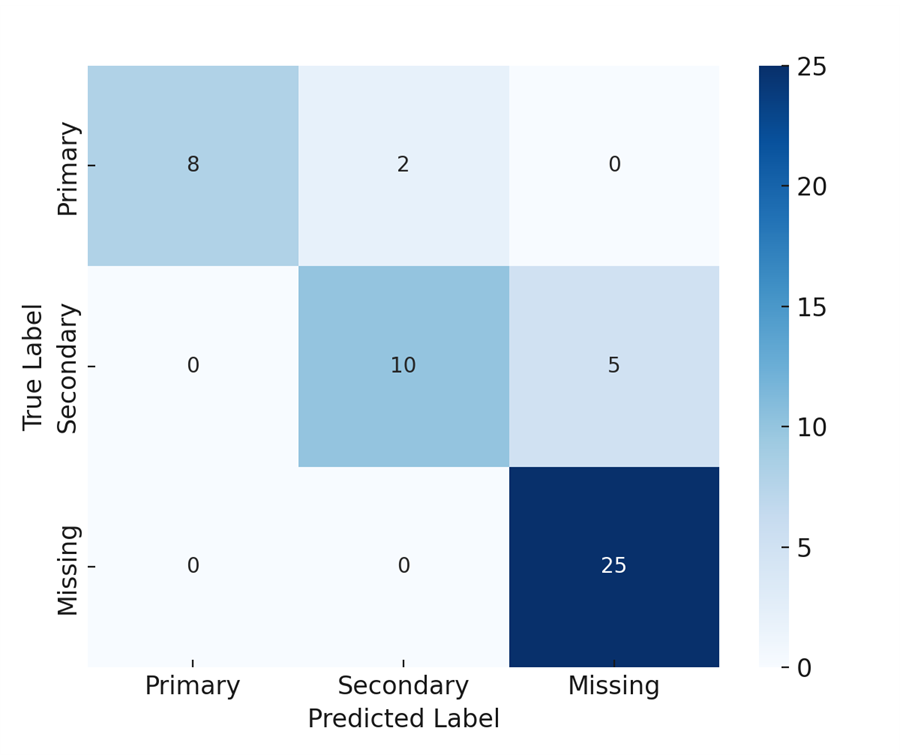 25
20
15
10
5
0
True Label
Primary
Secondary
Missing
8 2 0
0 10 5
0 0 25
Primary Secondary Missing
Predicted Label